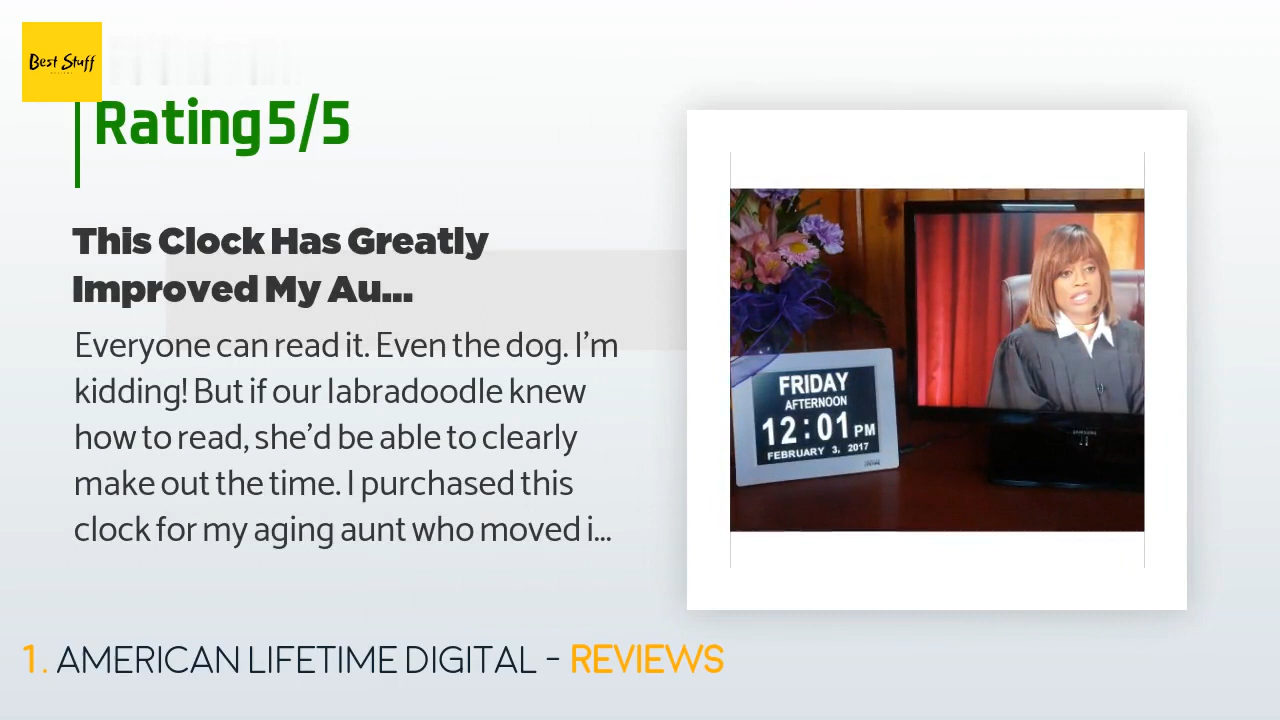 Best Stuff
Rating 5/5
This Clock Has Greatly
Improved My Au...
Everyone can read it. Even the dog. I'm
kidding! But if our labradoodle knew
how to read, she'd be able to clearly
make out the time. I purchased this
clock for my aging aunt who moved i...
FRIDAY
AFTERNOON
12:01 PM
FEBRUARY 3, 2017
SAMSUNG
1. AMERICAN LIFETIME DIGITAL - REVIEWS